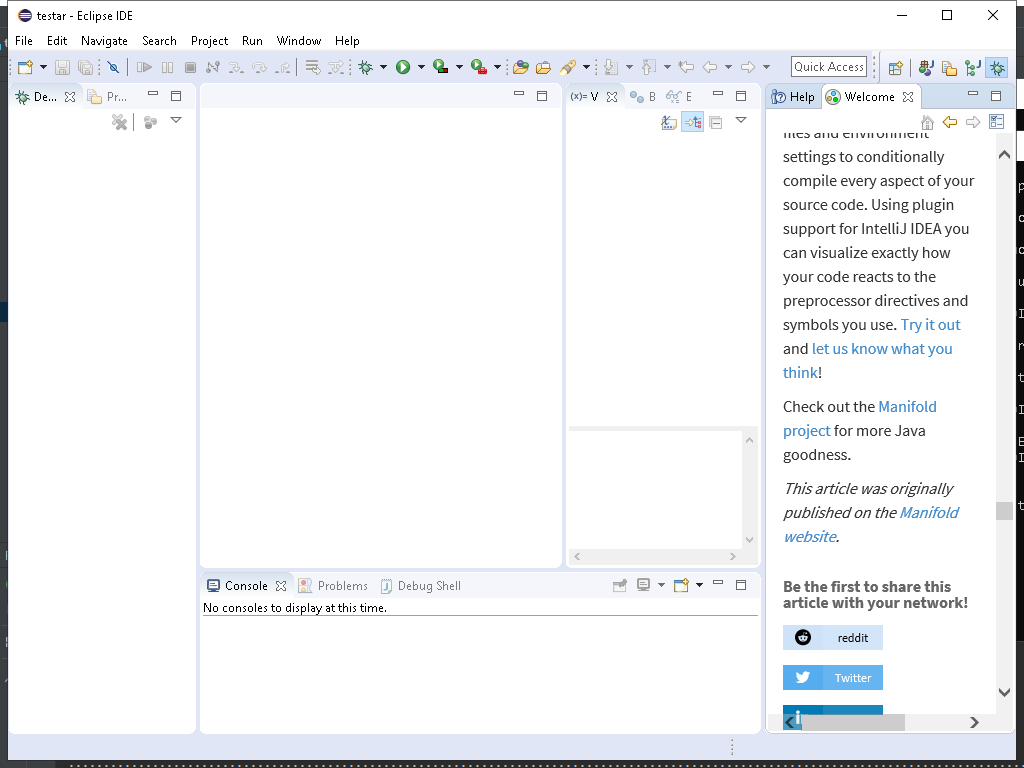 testar - Eclipse IDE
File Edit Navigate Search Project Run Window Help
Quick Access
De... Pr...
(x)= V B E
Help Welcome
files and environment
settings to conditionally
compile every aspect of your
source code. Using plugin
support for IntelliJ IDEA you
can visualize exactly how
your code reacts to the
preprocessor directives and
symbols you use. Try it out
and let us know what you
think!
Check out the Manifold
project for more Java
goodness.
This article was originally
published on the Manifold
website.
Be the first to share this
article with your network!
reddit
Twitter
Console Problems Debug Shell
No consoles to display at this time.